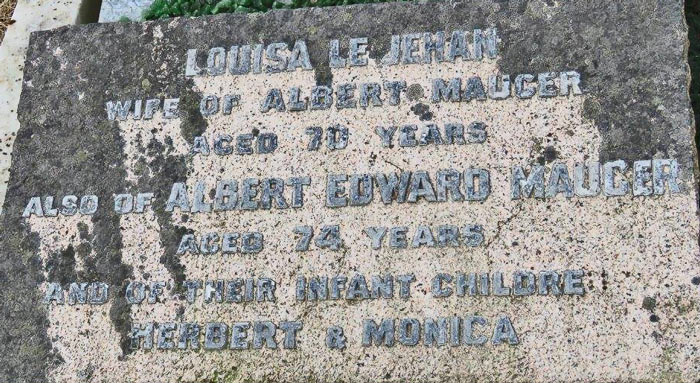 LOUISA LE JEHAN
WIFE OF ALBERT MAUGER
AGED 70 YEARS
ALSO OF ALBERT EDWARD MAUGER
AGED 74 YEARS
AND OF THEIR INFANT CHILDRE
HERBERT & MONICA